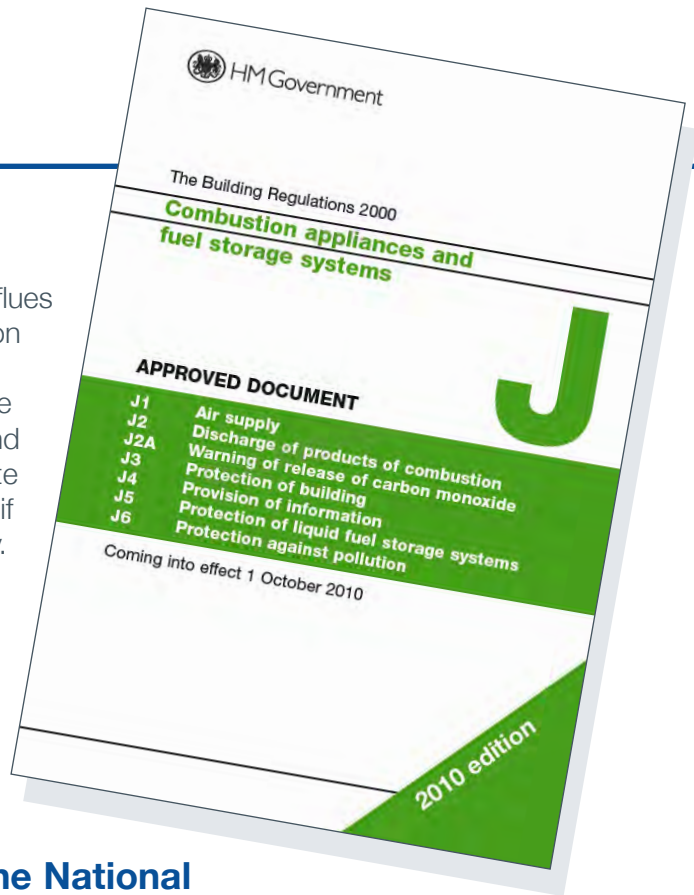 HM Government
The Building Regulations 2000
Combustion appliances and
fuel storage systems
J
APPROVED DOCUMENT
J1 Air supply
J2 Discharge of products of combustion
J2A Warning of release of carbon monoxide
J3 Protection of building
J4 Provision of information
J5 Protection of liquid fuel storage systems
J6 Protection against pollution
Coming into effect 1 October 2010
2010 edition
flues
on
e
nd
te
if
.
he National